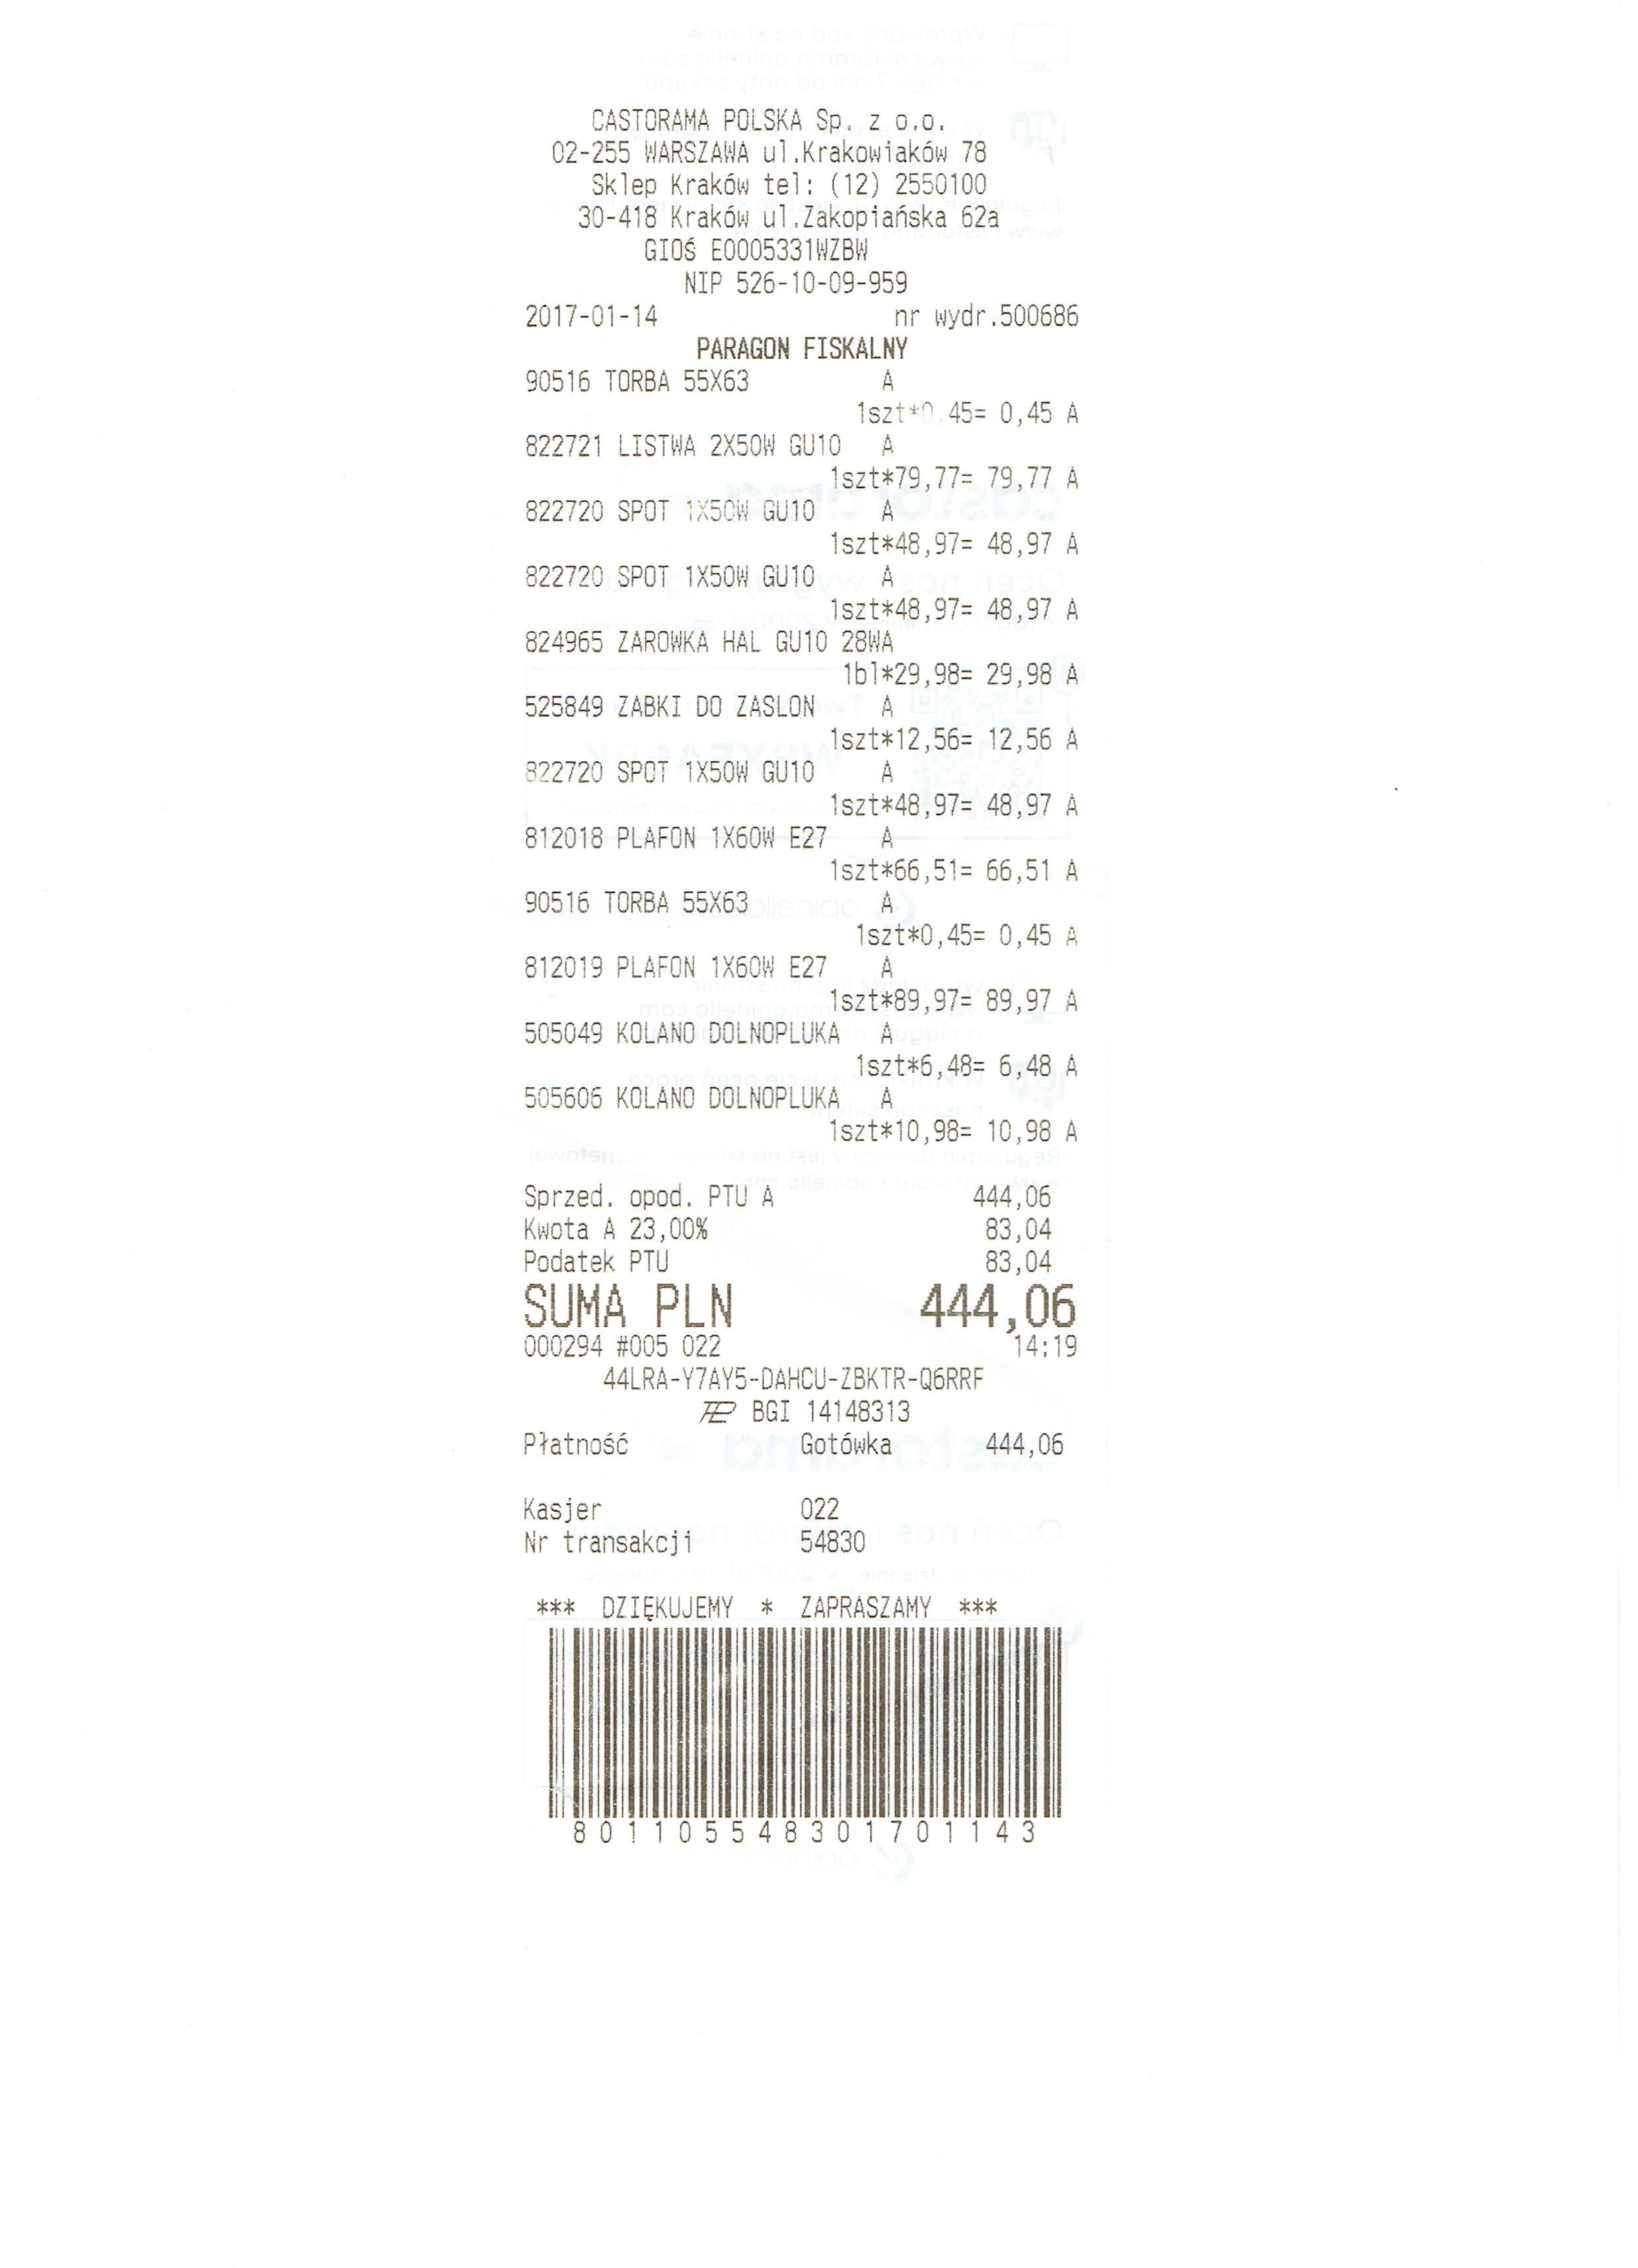 CASTORAMA POLSKA Sp. z o.o.
02-255 WARSZAWA ul.Krakowiaków 78
Sklep Kraków tel: (12) 2550100
30-418 Kraków ul.Zakopiańska 62a
GIOŚ E0005331WZBW
NIP 526-10-09-959
2017-01-14 nr wydr.500686
PARAGON FISKALNY
90516 TORBA 55X63 A
1szt*0,45= 0,45 A
822721 LISTWA 2X50W GU10 A
1szt*79,77= 79,77 A
822720 SPOT 1X50W GU10 A
1szt*48,97= 48,97 A
822720 SPOT 1X50W GU10 A
1szt*48,97= 48,97 A
824965 ZAROWKA HAL GU10 28WA
1bl*29,98= 29,98 A
525849 ZABKI DO ZASLON A
1szt*12,56= 12,56 A
822720 SPOT 1X50W GU10 A
1szt*48,97= 48,97 A
812018 PLAFON 1X60W E27 A
1szt*66,51= 66,51 A
90516 TORBA 55X63 A
1szt*0,45= 0,45 A
812019 PLAFON 1X60W E27 A
1szt*89,97= 89,97 A
505049 KOLANO DOLNOPLUKA A
1szt*6,48= 6,48 A
505606 KOLANO DOLNOPLUKA A
1szt*10,98= 10,98 A
Sprzed. opod. PTU A 444,06
Kwota A 23,00% 83,04
Podatek PTU 83,04
SUMA PLN 444,06
000294 #005 022 14:19
44LRA-Y7AY5-DAHCU-ZBKTR-Q6RRF
BGI 14148313
Płatność Gotówka 444,06
Kasjer 022
Nr transakcji 54830
*** DZIĘKUJEMY * ZAPRASZAMY ***
801105548301701143